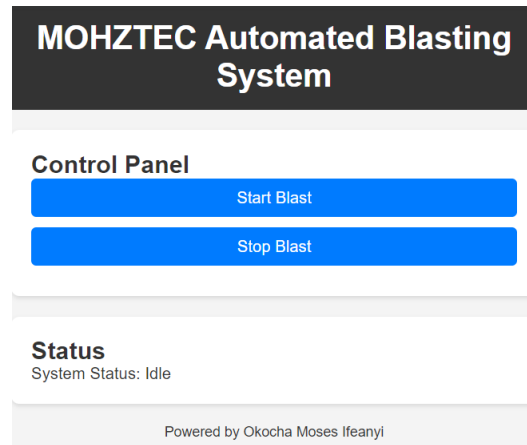 MOHZTEC Automated Blasting
System
Control Panel
Start Blast
Stop Blast
Status
System Status: Idle
Powered by Okocha Moses Ifeanyi